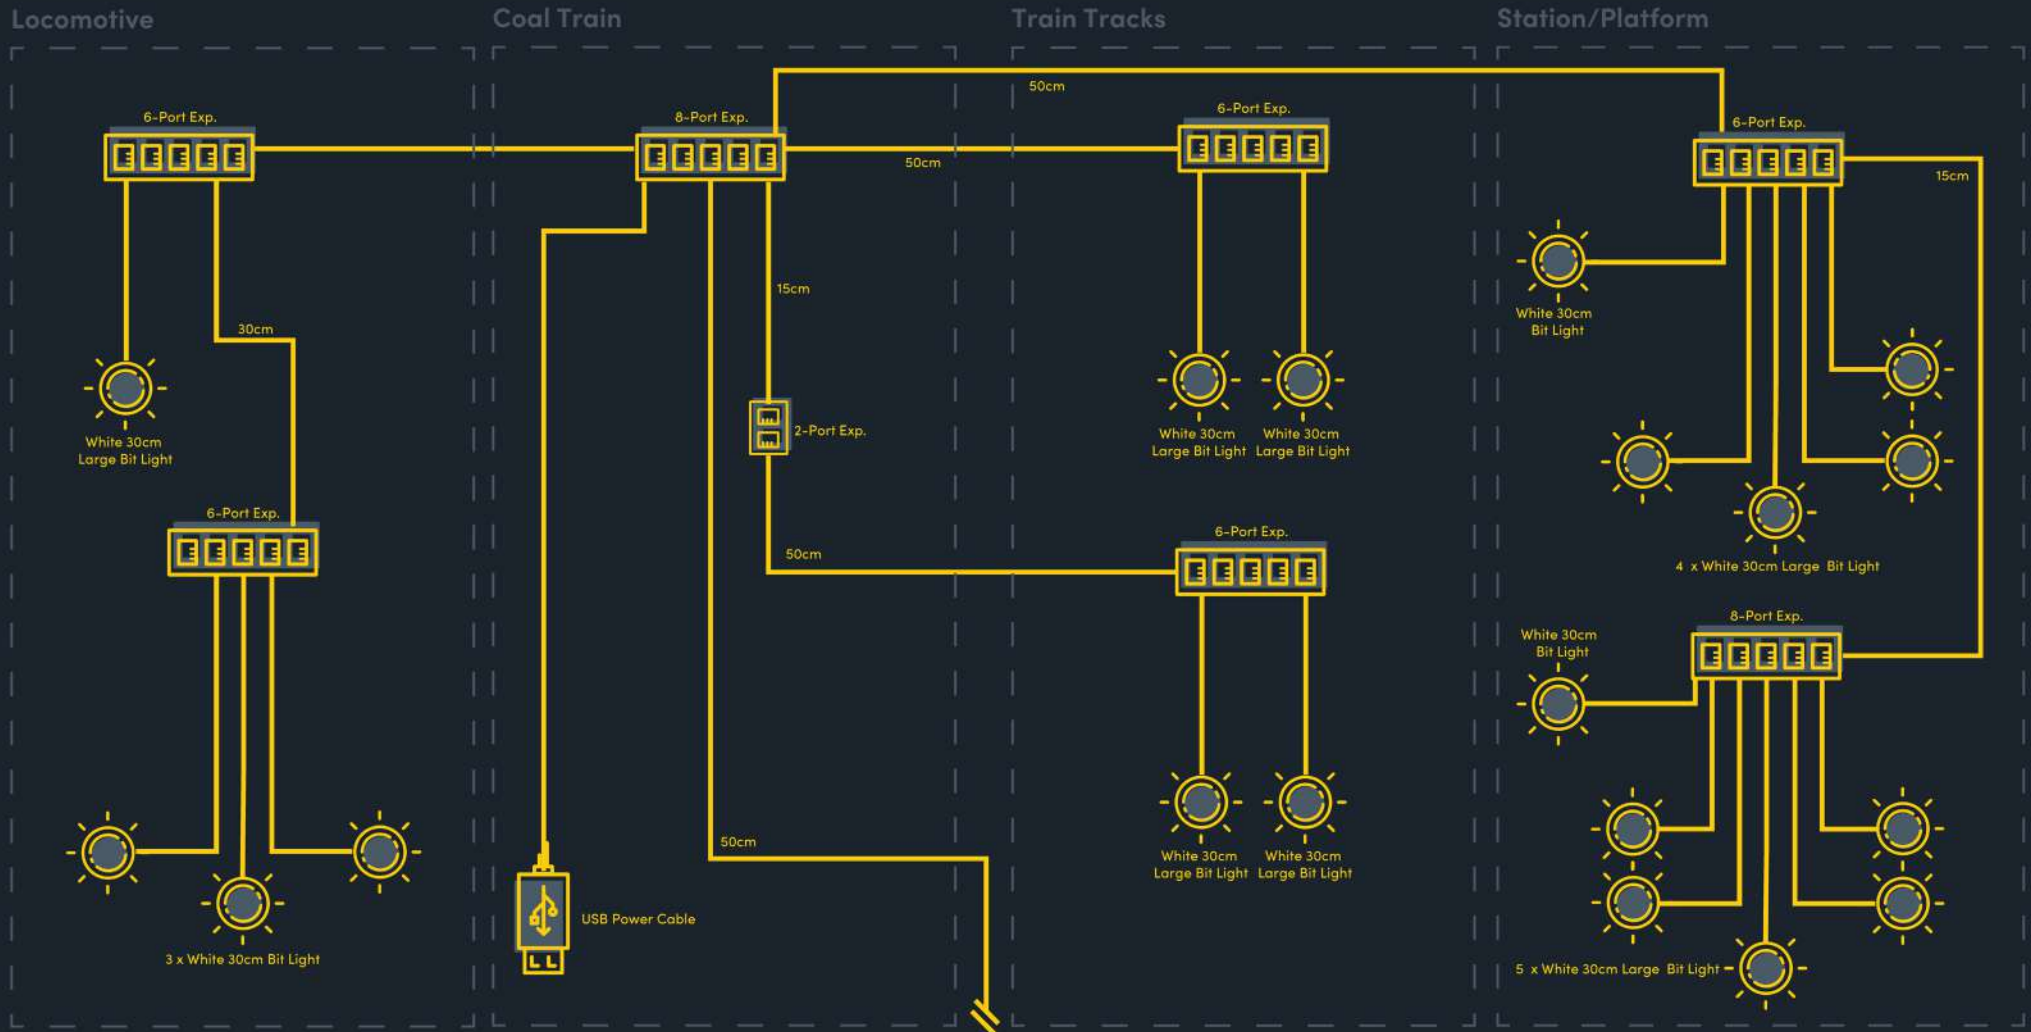 Locomotive
Coal Train
Train Tracks
Station/Platform
6-Port Exp.
30cm
White 30cm
Large Bit Light
6-Port Exp.
3 x White 30cm Bit Light
8-Port Exp.
50cm
50cm
15cm
2-Port Exp.
50cm
50cm
USB Power Cable
6-Port Exp.
White 30cm
Large Bit Light
White 30cm
Large Bit Light
6-Port Exp.
White 30cm
Large Bit Light
White 30cm
Large Bit Light
6-Port Exp.
15cm
White 30cm
Bit Light
4 x White 30cm Large Bit Light
8-Port Exp.
White 30cm
Bit Light
5 x White 30cm Large Bit Light